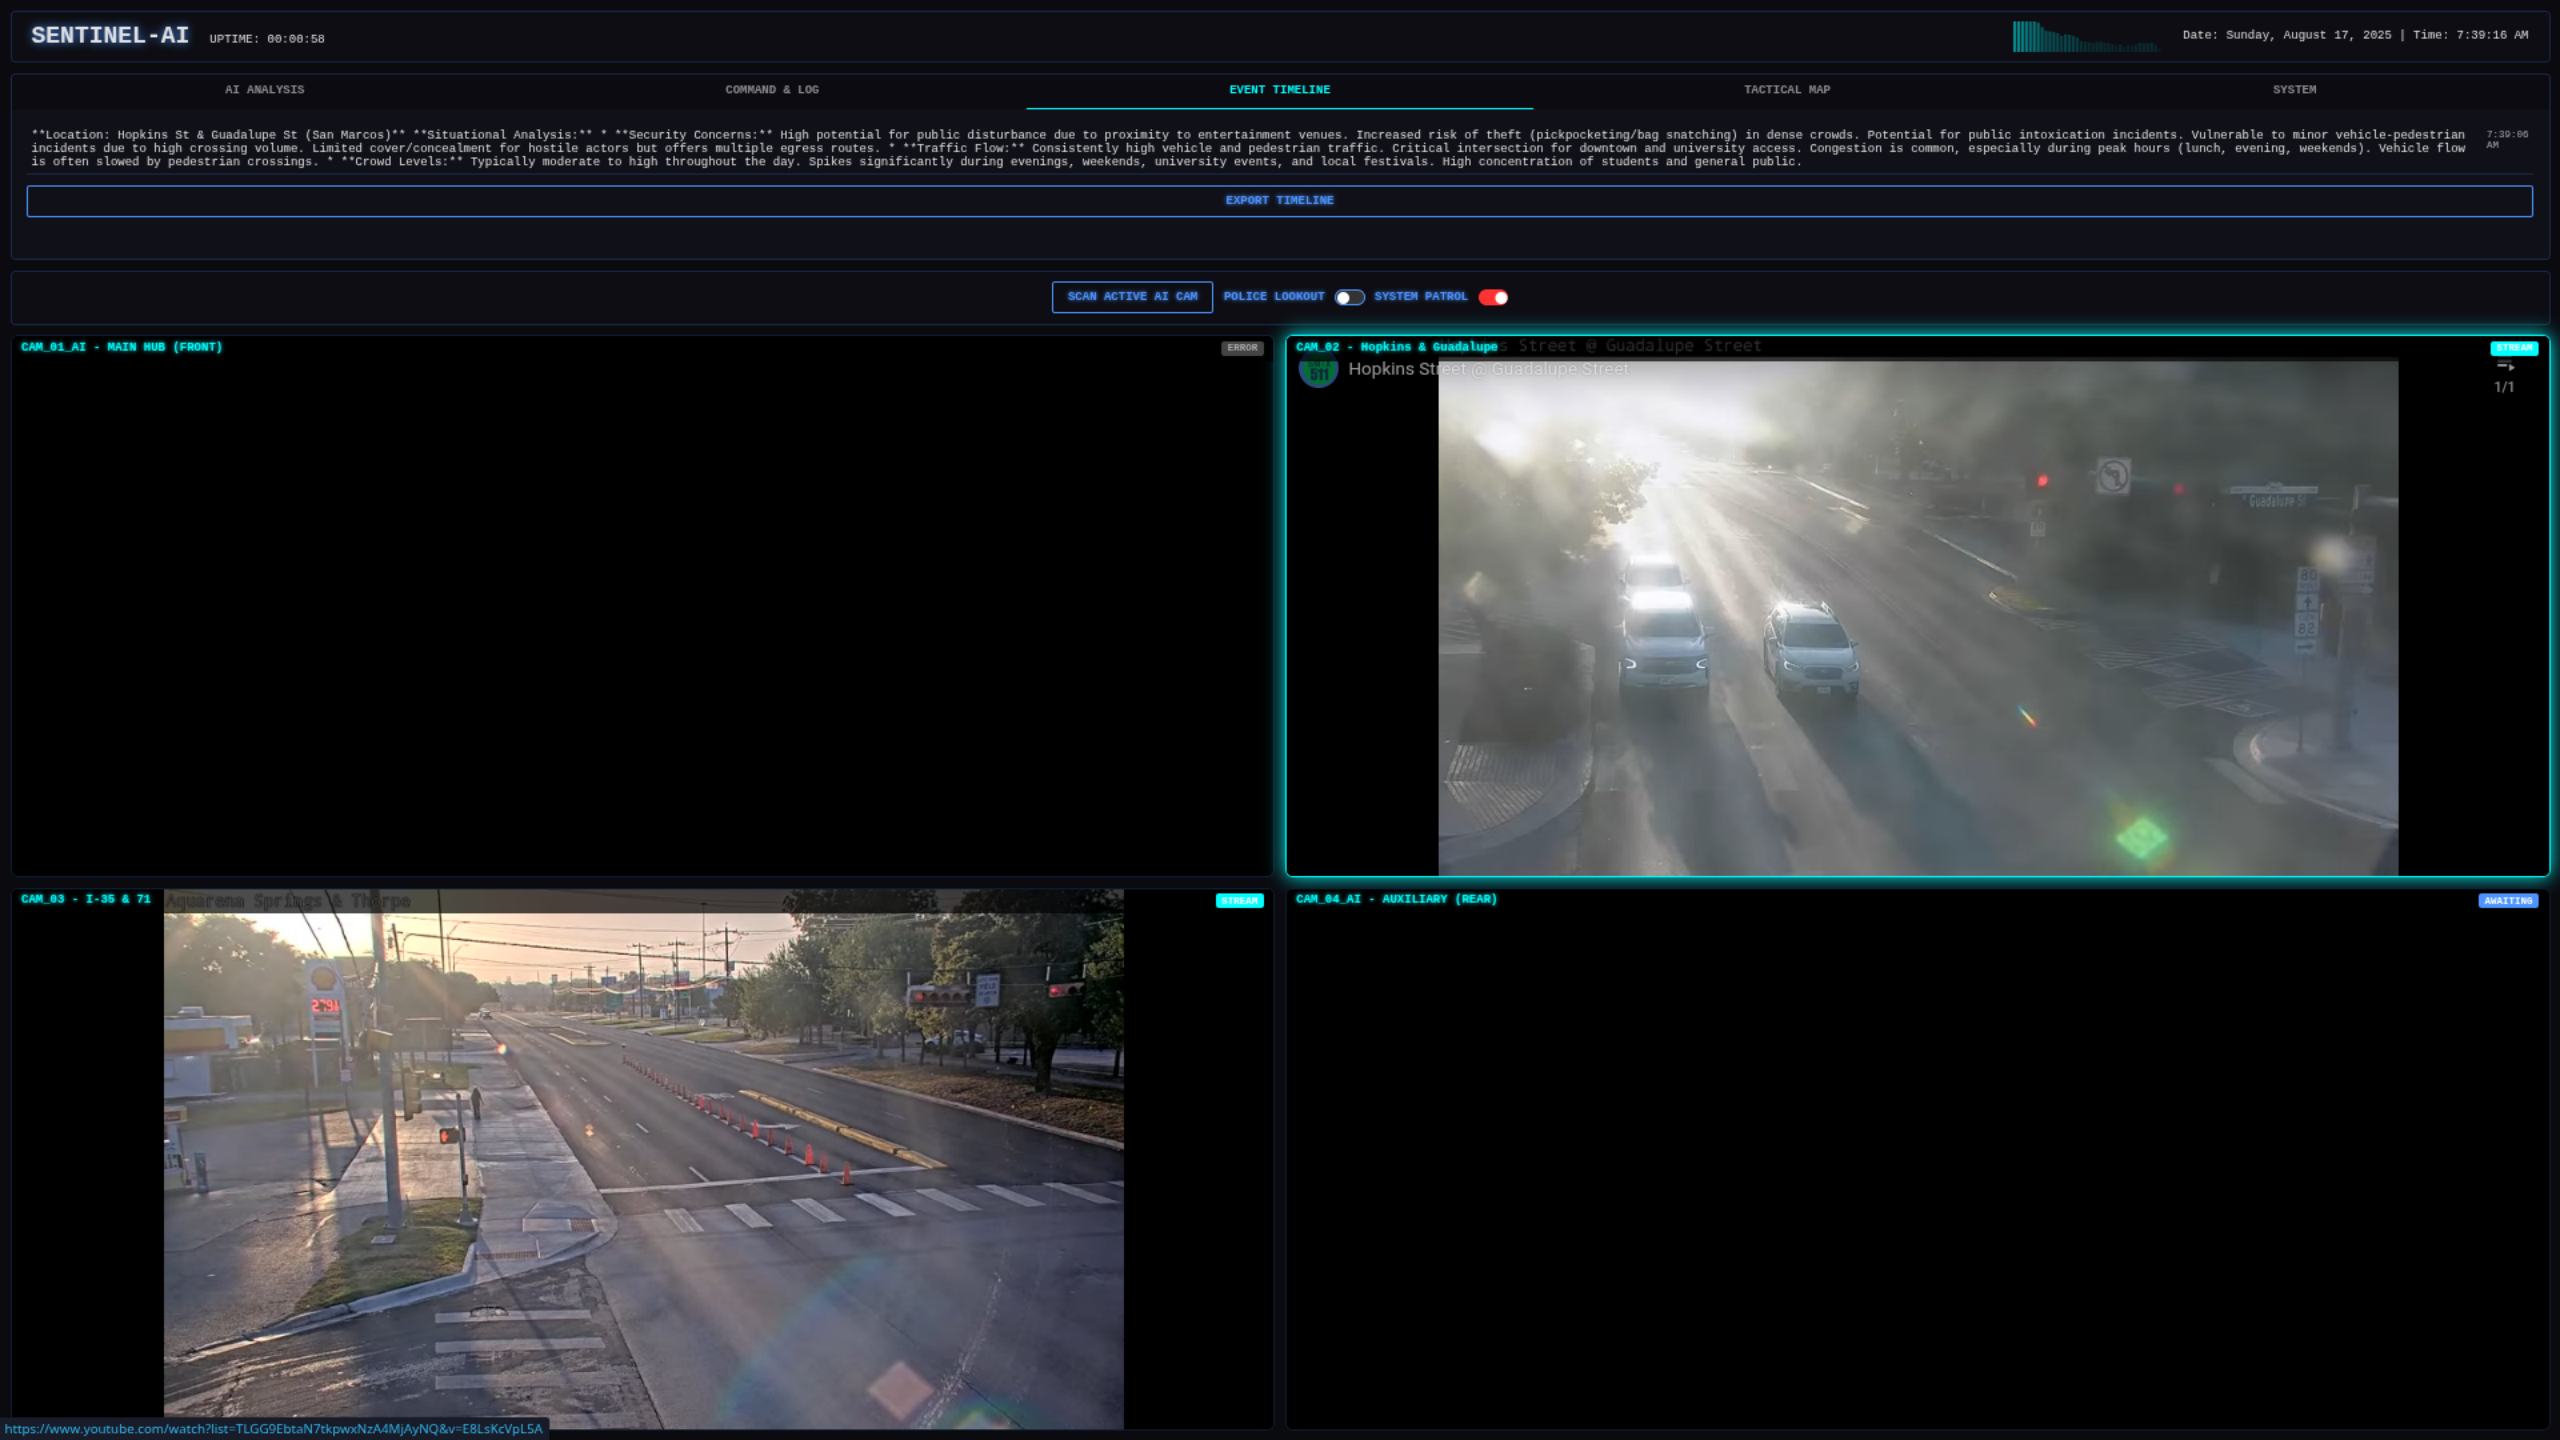 SENTINEL-AI
UPTIME: 00:00:58
Date: Sunday, August 17, 2025 | Time: 7:39:16 AM
AI ANALYSIS
COMMAND & LOG
EVENT TIMELINE
TACTICAL MAP
SYSTEM
**Location: Hopkins St & Guadalupe St (San Marcos)** **Situational Analysis:** * **Security Concerns:** High potential for public disturbance due to proximity to entertainment venues. Increased risk of theft (pickpocketing/bag snatching) in dense crowds. Potential for public intoxication incidents. Vulnerable to minor vehicle-pedestrian
incidents due to high crossing volume. Limited cover/concealment for hostile actors but offers multiple egress routes. * **Traffic Flow:** Consistently high vehicle and pedestrian traffic. Critical intersection for downtown and university access. Congestion is common, especially during peak hours (lunch, evening, weekends). Vehicle flow
is often slowed by pedestrian crossings. * **Crowd Levels:** Typically moderate to high throughout the day. Spikes significantly during evenings, weekends, university events, and local festivals. High concentration of students and general public.
7:39:06
AM
EXPORT TIMELINE
SCAN ACTIVE AI CAM
POLICE LOOKOUT
SYSTEM PATROL
CAM_01_AI - MAIN HUB (FRONT)
ERROR
CAM_02 - Hopkins & Guadalupe
Street @ Guadalupe Street
STREAM
511
Hopkins Street @ Guadalupe Street
1/1
Guadalupe St
80
82
CAM_03 - I-35 & 71
Aquarena Springs & Thorpe
STREAM
2.79
YIELD
CAM_04_AI - AUXILIARY (REAR)
AWAITING
https://www.youtube.com/watch?list=TLGG9EbtaN7tkpwxNzA4MjAyNQ&v=E8LsKcVpL5A